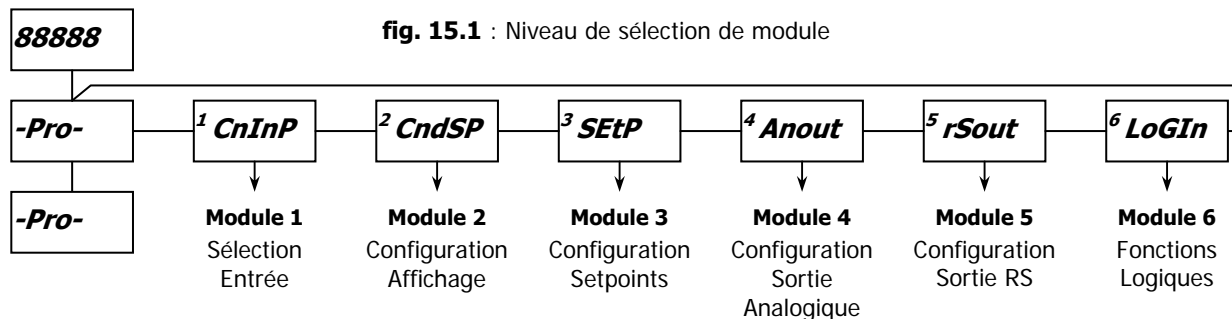 88888
fig. 15.1 : Niveau de sélection de module
-Pro-
1 CnInP
2 CndSP
3 SEtP
4 Anout
5 rSout
6 LoGIn
-Pro-
Module 1
Sélection
Entrée
Module 2
Configuration
Affichage
Module 3
Configuration
Setpoints
Module 4
Configuration
Sortie
Analogique
Module 5
Configuration
Sortie RS
Module 6
Fonctions
Logiques